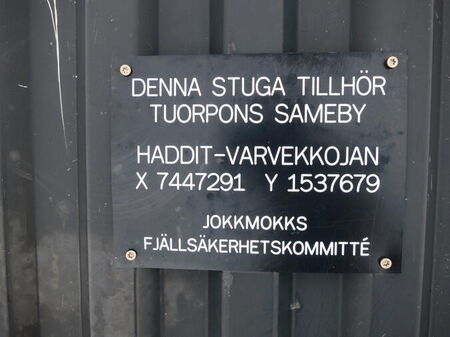 DENNA STUGA TILLHÖR
TUORPONS SAMEBY
HADDIT-VARVEKKOJAN
X 7447291 Y 1537679
JOKKMOKKS
FJÄLLSÄKERHETSKOMMITTÉ